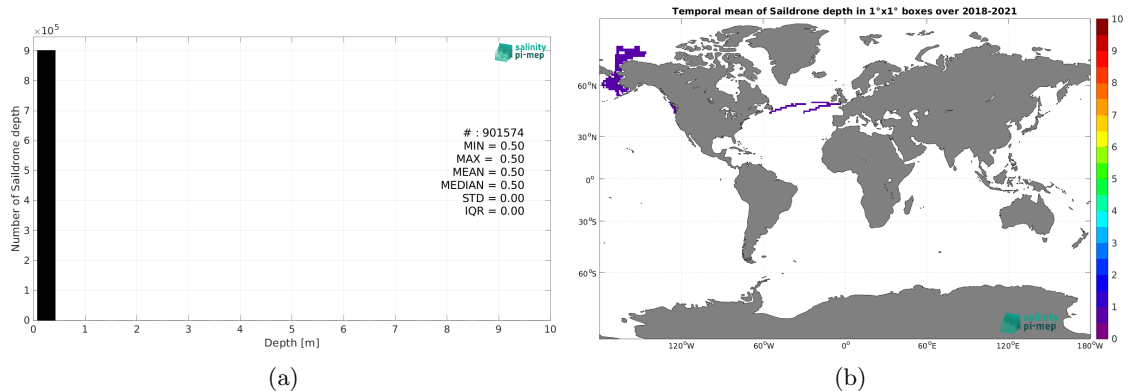 ×10⁵
9
8
7
6
5
4
3
2
1
0
Number of Saildrone depth
0 1 2 3 4 5 6 7 8 9 10
Depth [m]
salinity
pi-mep
# : 901574
MIN = 0.50
MAX = 0.50
MEAN = 0.50
MEDIAN = 0.50
STD = 0.00
IQR = 0.00
(a)
Temporal mean of Saildrone depth in 1°x1° boxes over 2018-2021
60°N
30°N
0°
30°S
60°S
120°W 60°W 0° 60°E 120°E 180°W
salinity
pi-mep
10
9
8
7
6
5
4
3
2
1
0
(b)